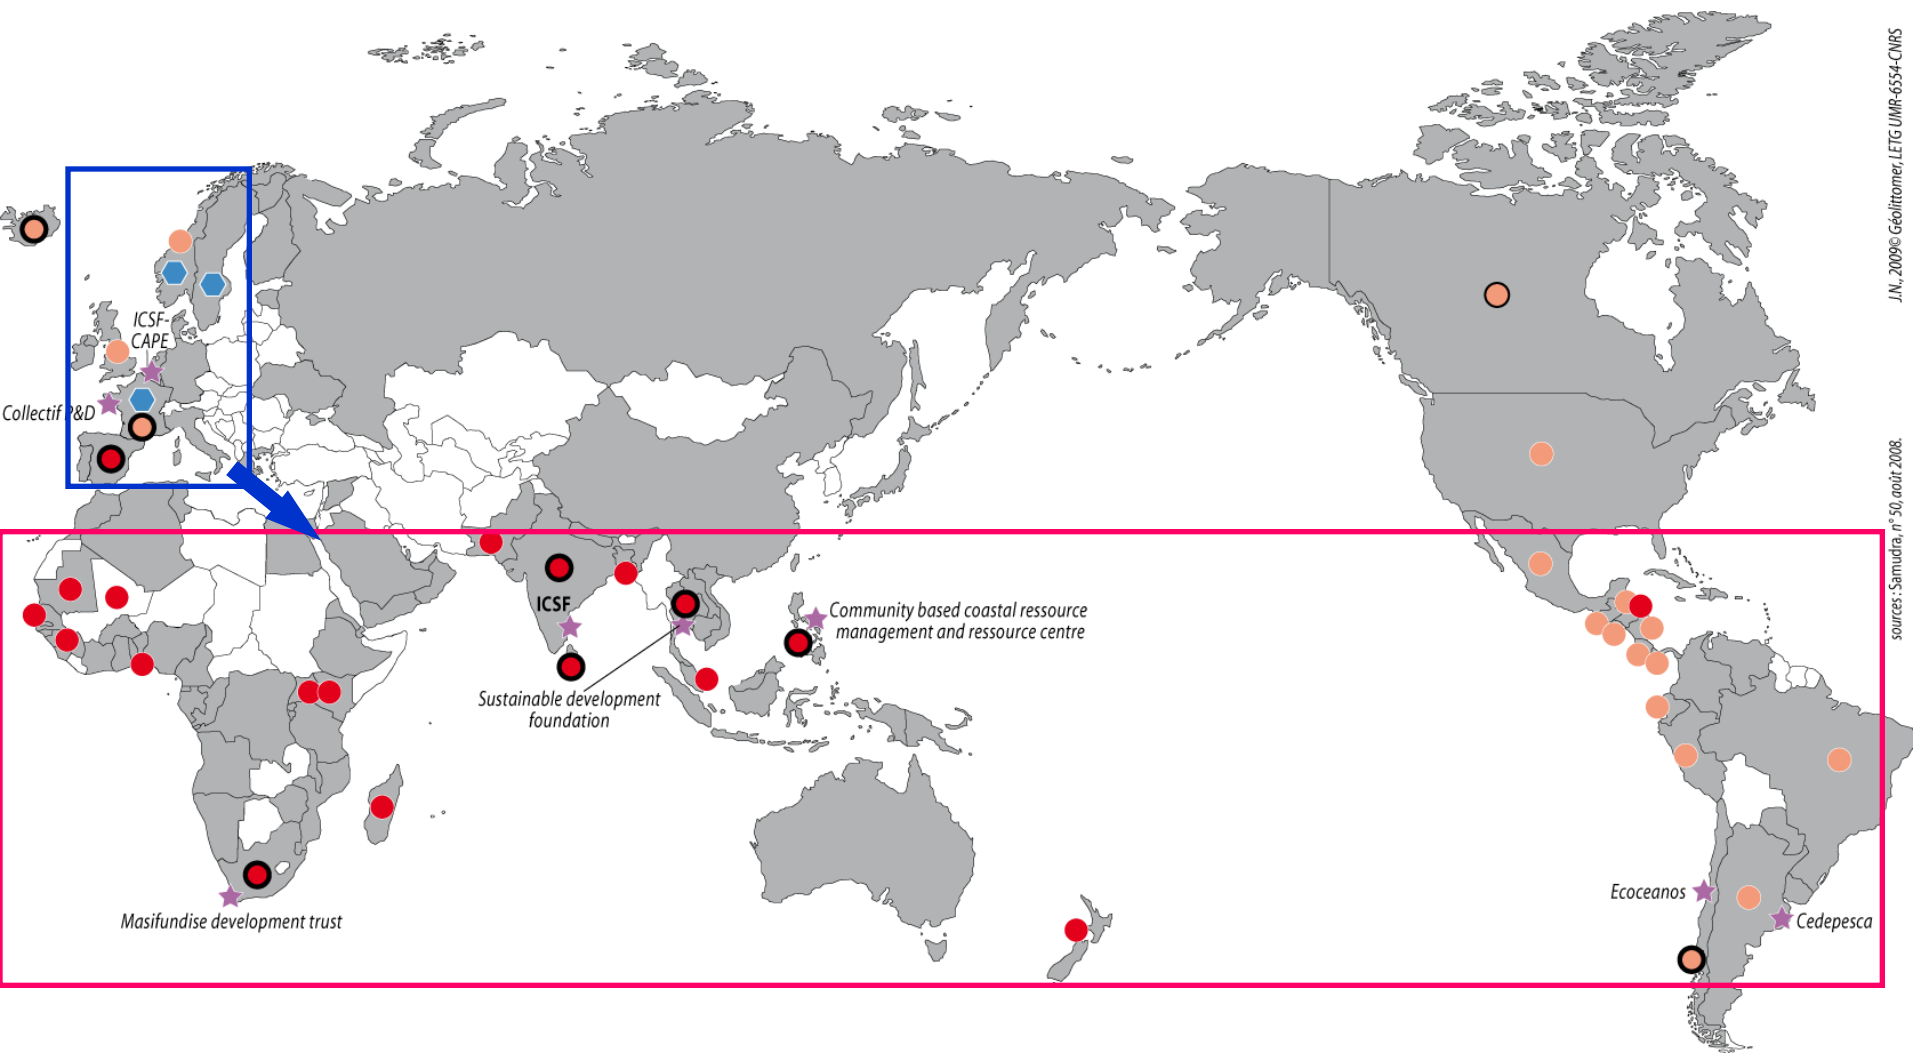 J.N., 2009© Géolittomer, LETG UMR-6554-CNRS
ICSF-
CAPE
Collectif P&D
sources : Samudra, n° 50, août 2008.
ICSF
Community based coastal ressource
management and ressource centre
Sustainable development
foundation
Masifundise development trust
Ecoceanos
Cedepesca